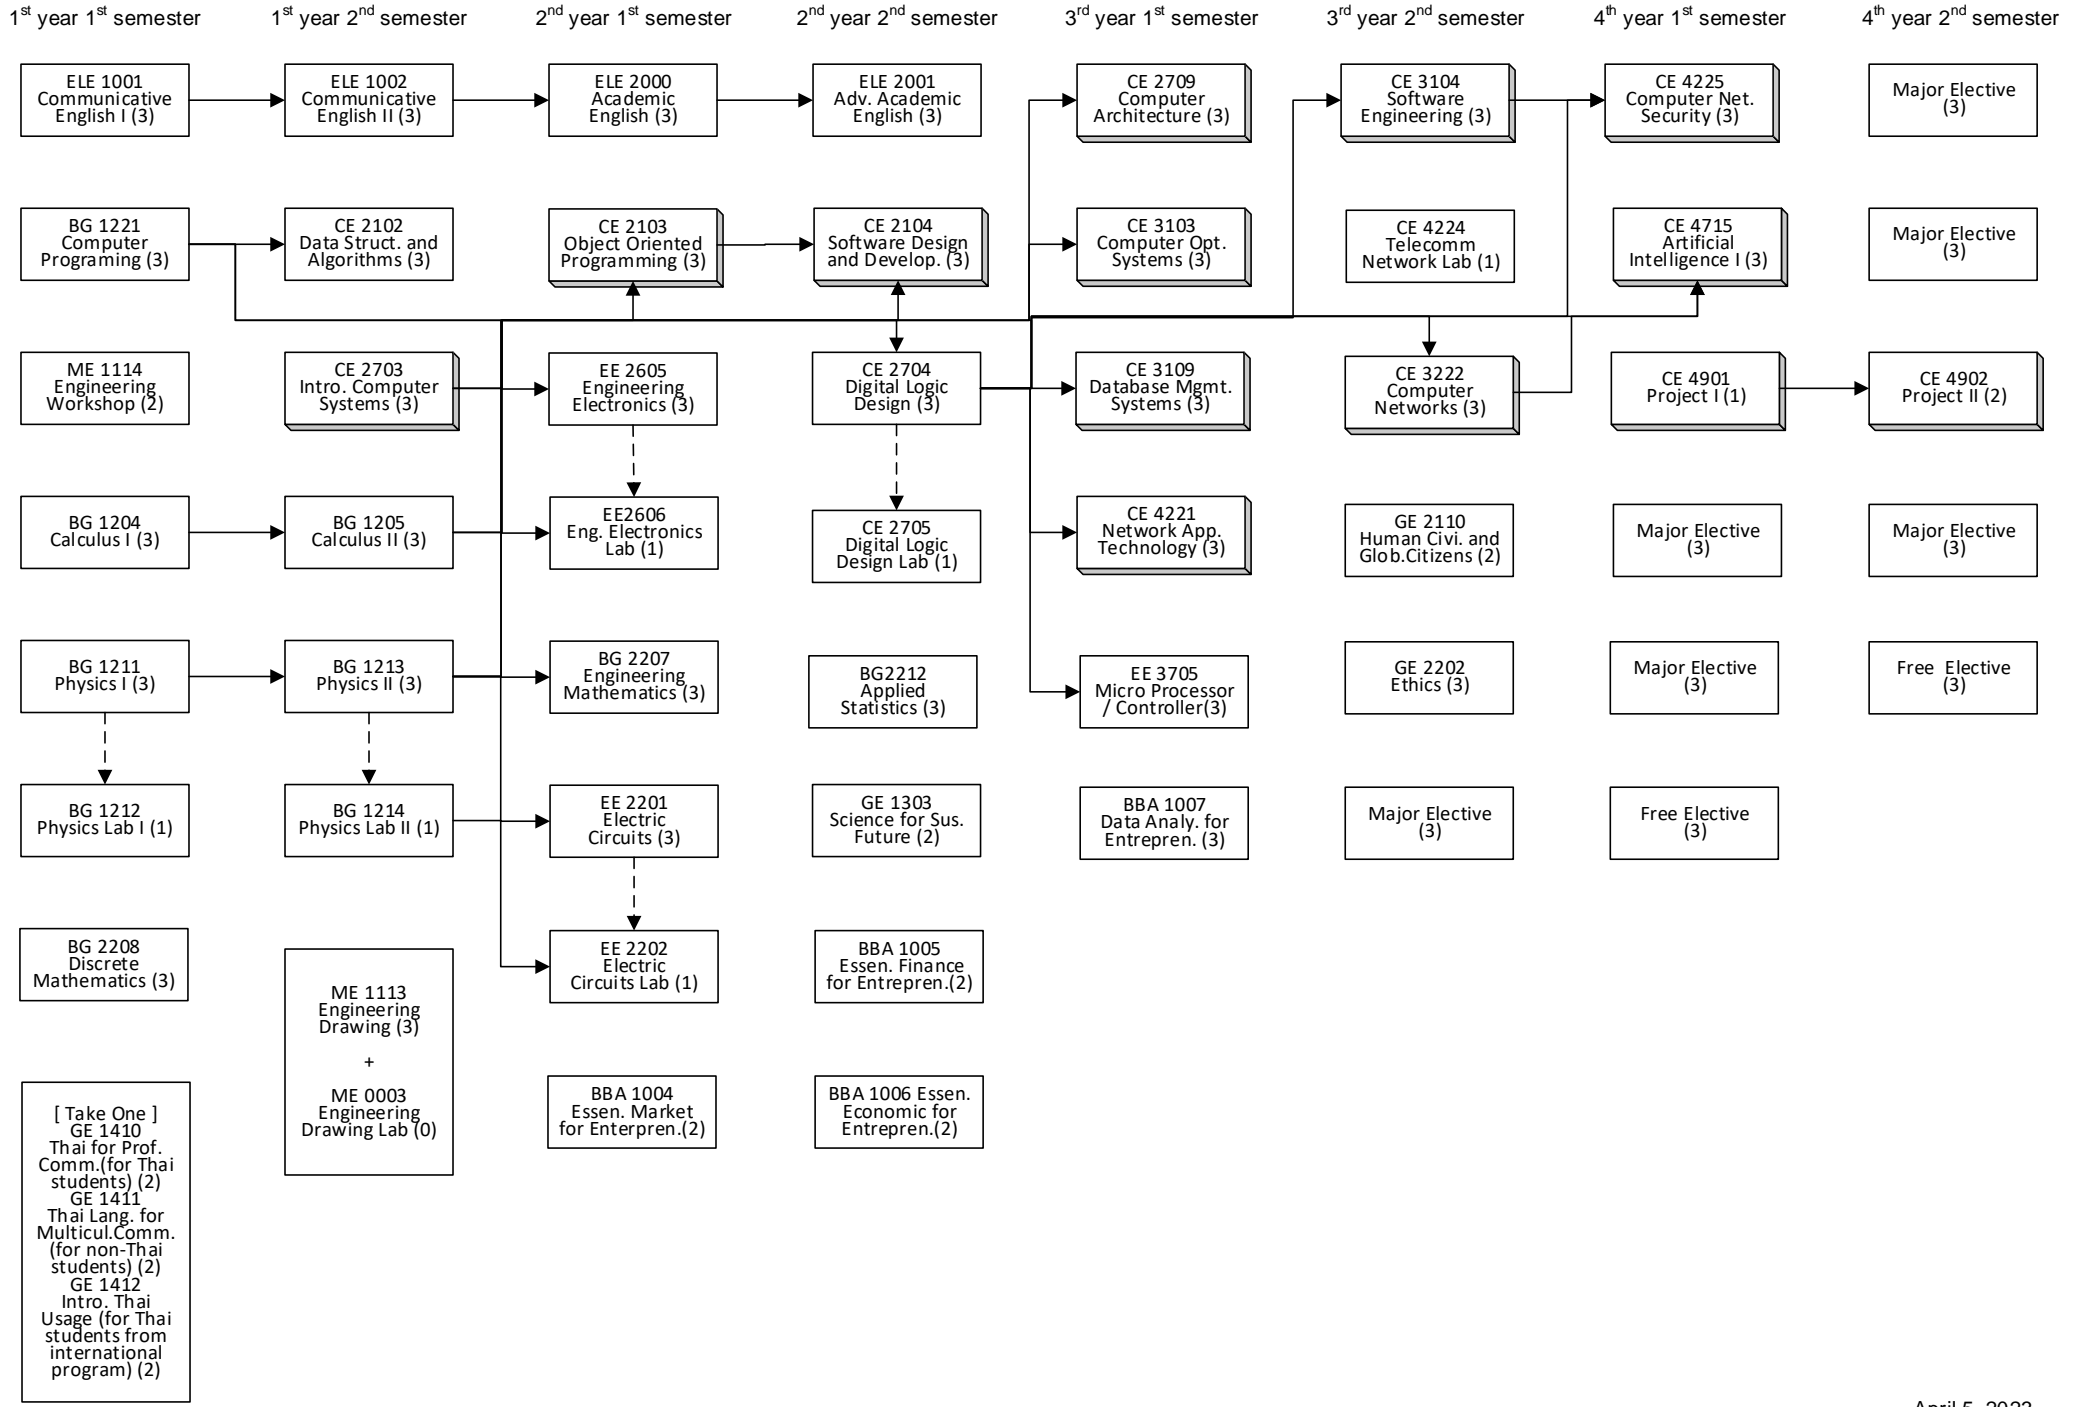 1st year 1st semester
1st year 2nd semester
2nd year 1st semester
2nd year 2nd semester
3rd year 1st semester
3rd year 2nd semester
4th year 1st semester
4th year 2nd semester
ELE 1001
Communicative
English I (3)
ELE 1002
Communicative
English II (3)
ELE 2000
Academic
English (3)
ELE 2001
Adv. Academic
English (3)
CE 2709
Computer
Architecture (3)
CE 3104
Software
Engineering (3)
CE 4225
Computer Net.
Security (3)
Major Elective
(3)
BG 1221
Computer
Programing (3)
CE 2102
Data Struct. and
Algorithms (3)
CE 2103
Object Oriented
Programming (3)
CE 2104
Software Design
and Develop. (3)
CE 3103
Computer Opt.
Systems (3)
CE 4224
Telecomm
Network Lab (1)
CE 4715
Artificial
Intelligence I (3)
Major Elective
(3)
ME 1114
Engineering
Workshop (2)
CE 2703
Intro. Computer
Systems (3)
EE 2605
Engineering
Electronics (3)
CE 2704
Digital Logic
Design (3)
CE 3109
Database Mgmt.
Systems (3)
CE 3222
Computer
Networks (3)
CE 4901
Project I (1)
CE 4902
Project II (2)
BG 1204
Calculus I (3)
BG 1205
Calculus II (3)
EE2606
Eng. Electronics
Lab (1)
CE 2705
Digital Logic
Design Lab (1)
CE 4221
Network App.
Technology (3)
GE 2110
Human Civi. and
Glob.Citizens (2)
Major Elective
(3)
Major Elective
(3)
BG 1211
Physics I (3)
BG 1213
Physics II (3)
BG 2207
Engineering
Mathematics (3)
BG2212
Applied
Statistics (3)
EE 3705
Micro Processor
/ Controller(3)
GE 2202
Ethics (3)
Major Elective
(3)
Free Elective
(3)
BG 1212
Physics Lab I (1)
BG 1214
Physics Lab II (1)
EE 2201
Electric
Circuits (3)
GE 1303
Science for Sus.
Future (2)
BBA 1007
Data Analy. for
Entrepren. (3)
Major Elective
(3)
Free Elective
(3)
BG 2208
Discrete
Mathematics (3)
ME 1113
Engineering
Drawing (3)
+
ME 0003
Engineering
Drawing Lab (0)
EE 2202
Electric
Circuits Lab (1)
BBA 1005
Essen. Finance
for Entrepren.(2)
[ Take One ]
GE 1410
Thai for Prof.
Comm.(for Thai
students) (2)
GE 1411
Thai Lang. for
Multicul.Comm.
(for non-Thai
students) (2)
GE 1412
Intro. Thai
Usage (for Thai
students from
international
program) (2)
BBA 1004
Essen. Market
for Enterpren.(2)
BBA 1006 Essen.
Economic for
Entrepren.(2)
April 5, 2023